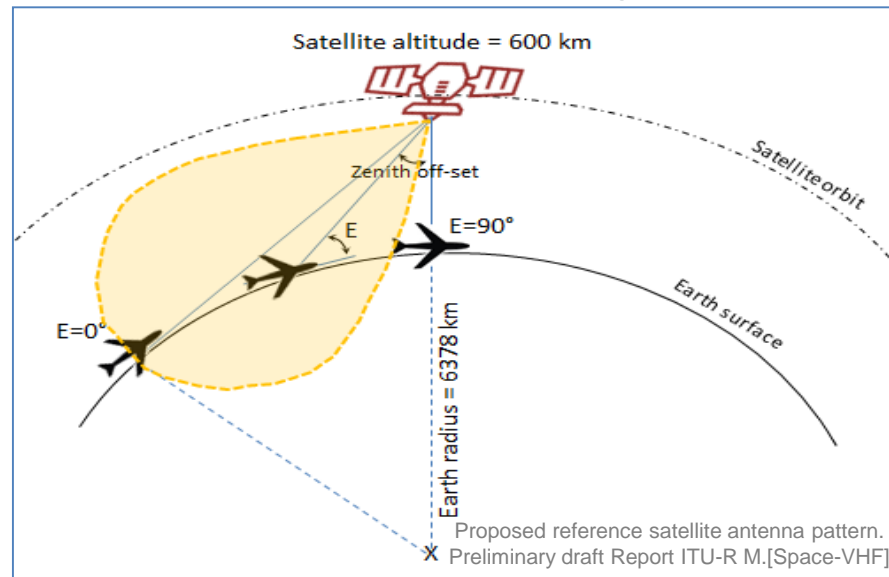 Satellite altitude = 600 km
Zenith off-set
Satellite orbit
E
E=90°
Earth surface
E=0°
Earth radius = 6378 km
X
Proposed reference satellite antenna pattern.
Preliminary draft Report ITU-R M.[Space-VHF]